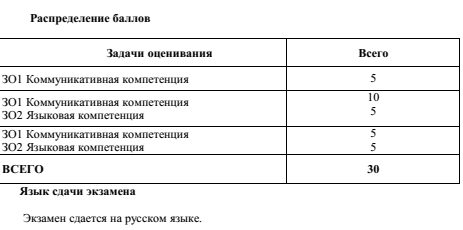 Распределение баллов
Задачи оценивания Всего
ЗО1 Коммуникативная компетенция 5
ЗО1 Коммуникативная компетенция 10
ЗО2 Языковая компетенция 5
ЗО1 Коммуникативная компетенция 5
ЗО2 Языковая компетенция 5
ВСЕГО 30
Язык сдачи экзамена
Экзамен сдается на русском языке.